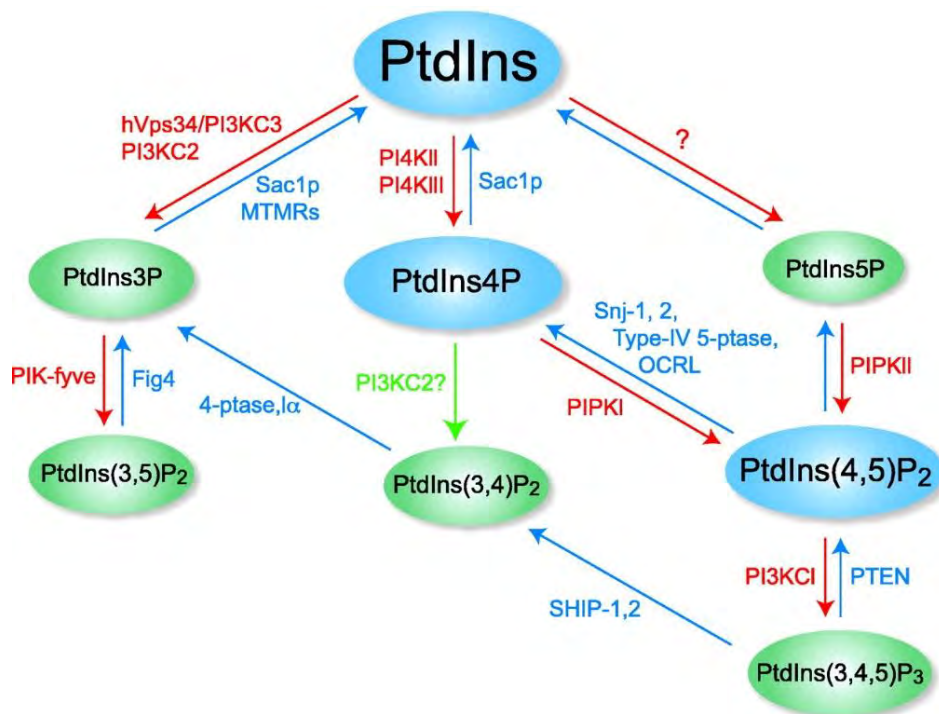 PtdIns
hVps34/PI3KC3
PI3KC2
Sac1p
MTMRs
PI4KII
PI4KIII
Sac1p
?
PtdIns3P
PtdIns4P
PtdIns5P
Snj-1, 2,
Type-IV 5-ptase,
OCRL
PIK-fyve
Fig4
4-ptase,Iα
PI3KC2?
PIPKI
PIPKII
PtdIns(3,5)P₂
PtdIns(3,4)P₂
PtdIns(4,5)P₂
PI3KCI
PTEN
SHIP-1,2
PtdIns(3,4,5)P₃